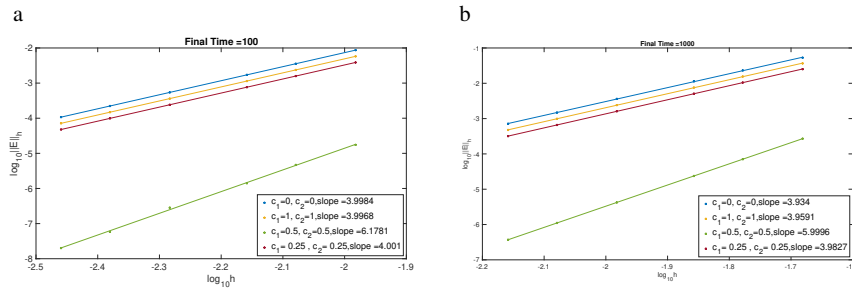 a
Final Time =100
-2
-3
-4
-5
-6
-7
-8
log10||E||h
-2.5
-2.4
-2.3
-2.2
-2.1
-2
-1.9
log10h
c1=0, c2=0,slope =3.9984
c1=1, c2=1,slope =3.9968
c1=0.5, c2=0.5,slope =6.1781
c1= 0.25 , c2= 0.25,slope =4.001
b
Final Time =1000
-1
-2
-3
-4
-5
-6
-7
log10||E||h
-2.2
-2.1
-2
-1.9
-1.8
-1.7
log10h
c1=0, c2=0,slope =3.934
c1=1, c2=1,slope =3.9591
c1=0.5, c2=0.5,slope =5.9996
c1= 0.25 , c2= 0.25,slope =3.9827